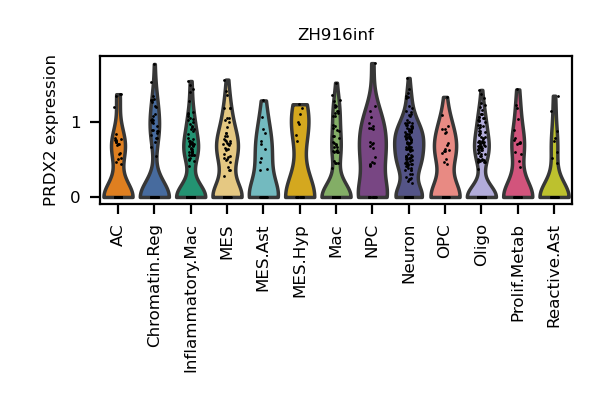 ZH916inf
PRDX2 expression
1
0
AC
Chromatin.Reg
Inflammatory.Mac
MES
MES.Ast
MES.Hyp
Mac
NPC
Neuron
OPC
Oligo
Prolif.Metab
Reactive.Ast